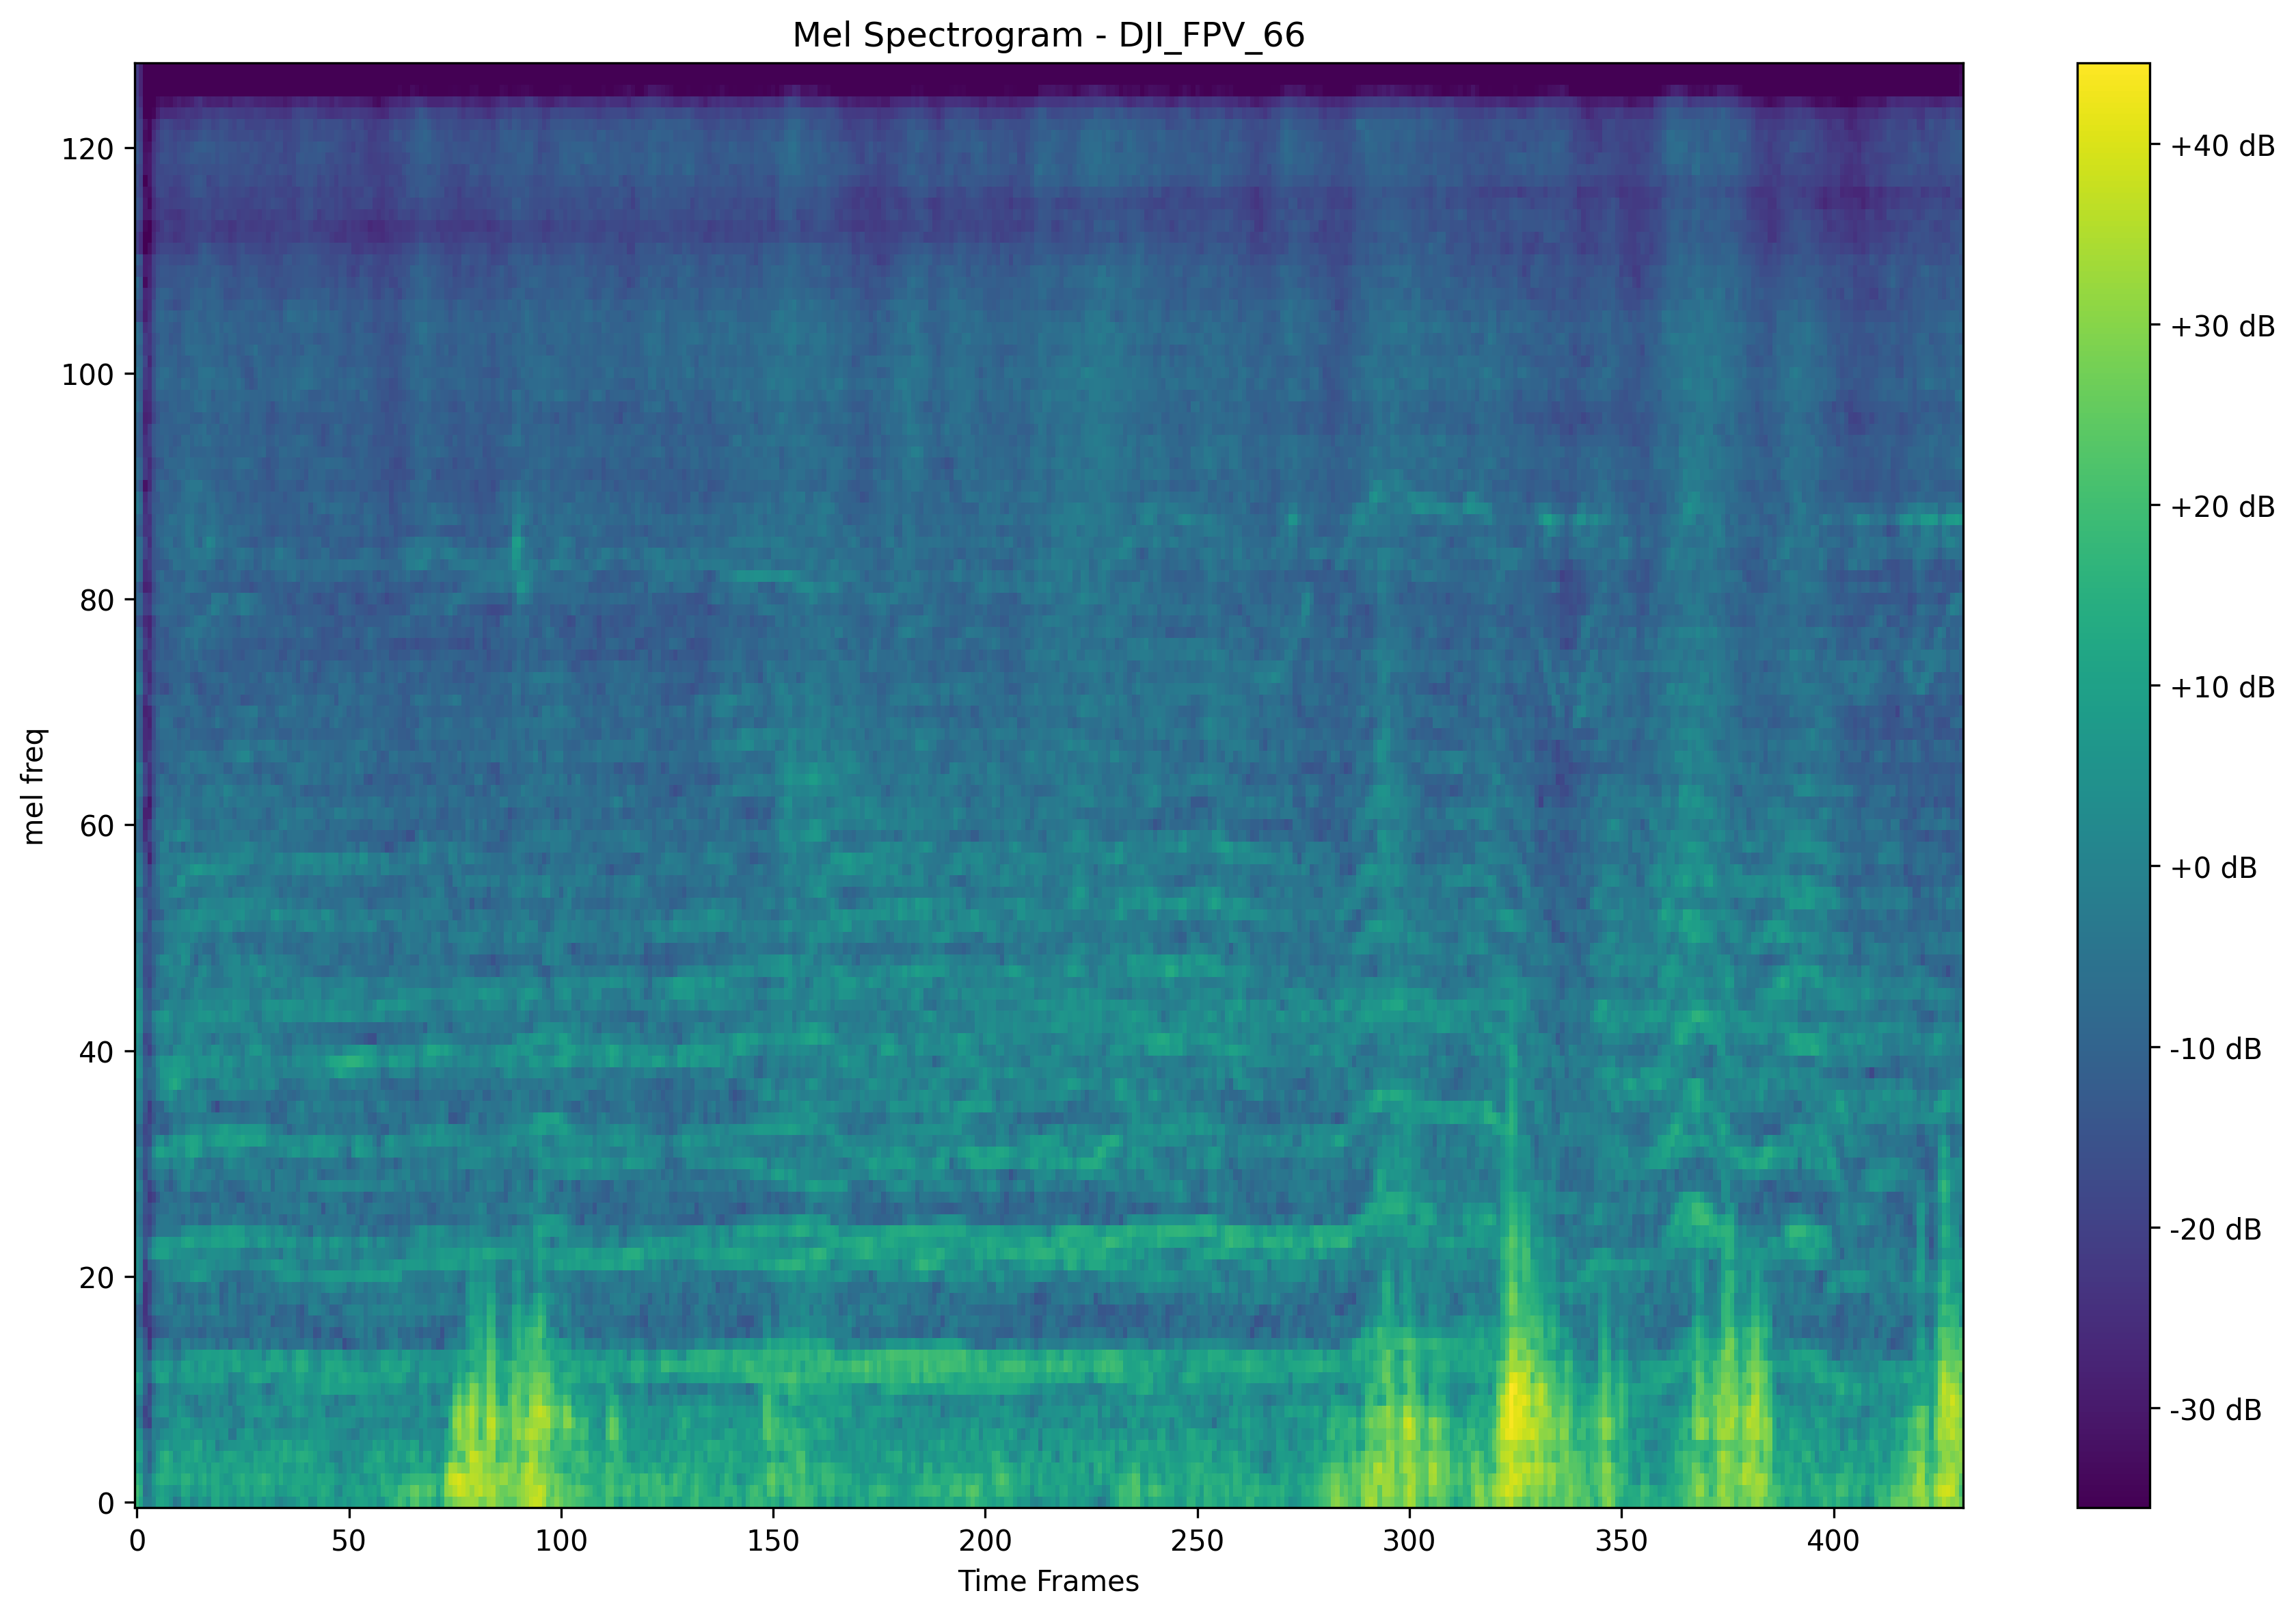 Mel Spectrogram - DJI_FPV_66
mel freq
120
100
80
60
40
20
0
0 50 100 150 200 250 300 350 400
Time Frames
+40 dB
+30 dB
+20 dB
+10 dB
+0 dB
-10 dB
-20 dB
-30 dB